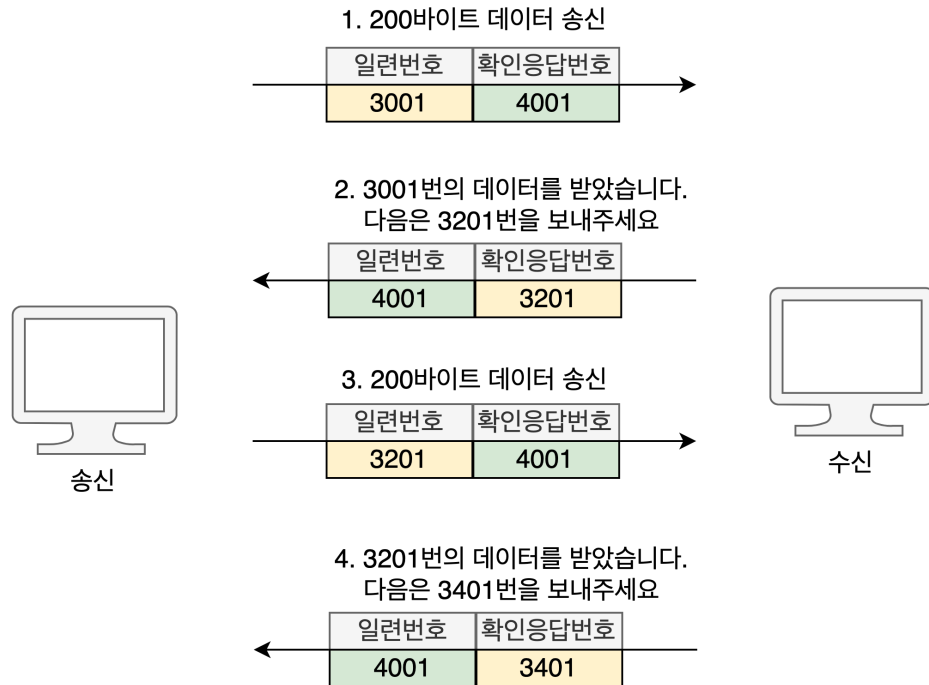 1. 200바이트 데이터 송신
일련번호 확인응답번호
3001 4001
2. 3001번의 데이터를 받았습니다.
다음은 3201번을 보내주세요
일련번호 확인응답번호
4001 3201
3. 200바이트 데이터 송신
일련번호 확인응답번호
3201 4001
송신
수신
4. 3201번의 데이터를 받았습니다.
다음은 3401번을 보내주세요
일련번호 확인응답번호
4001 3401